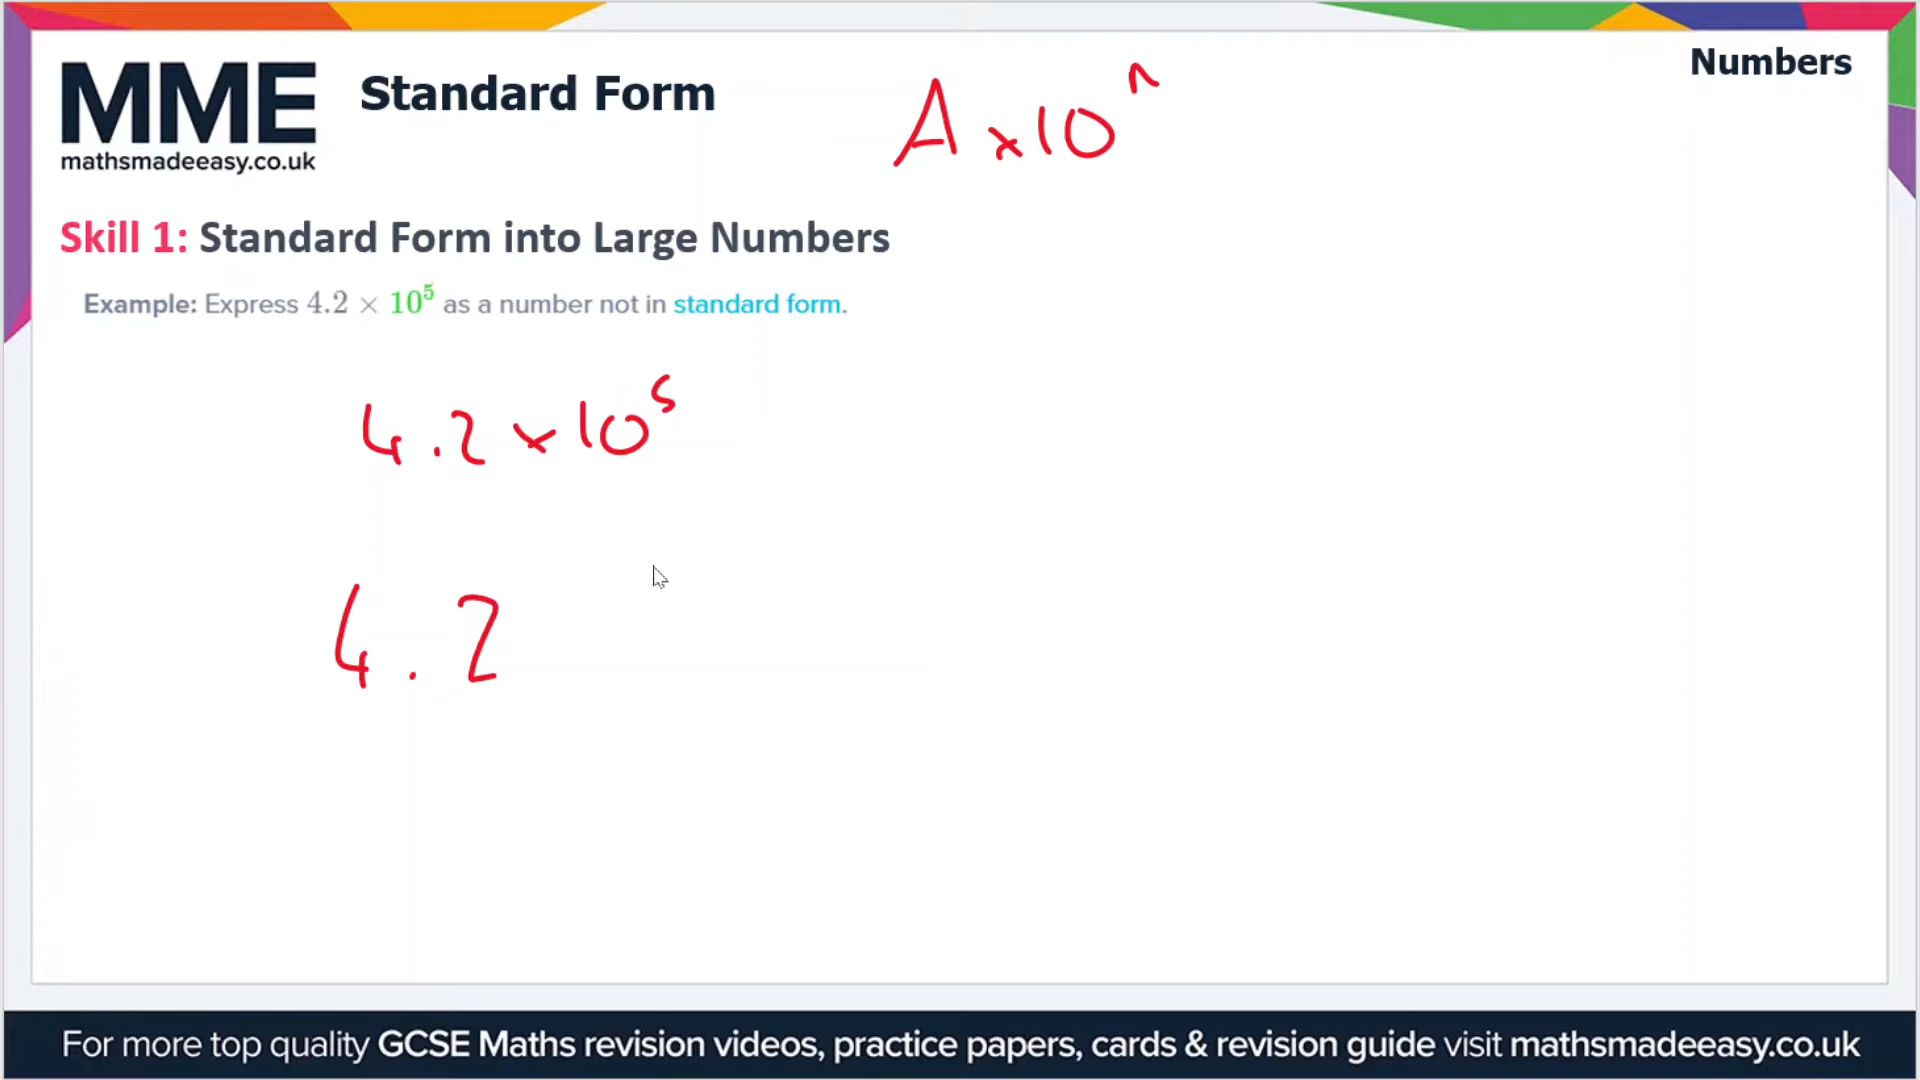 MME
mathsmadeeasy.co.uk
Standard Form
A × 10ⁿ
Numbers
Skill 1: Standard Form into Large Numbers
Example: Express 4.2 × 10⁵ as a number not in standard form.
4.2 × 10⁵
4.2
For more top quality GCSE Maths revision videos, practice papers, cards & revision guide visit mathsmadeeasy.co.uk